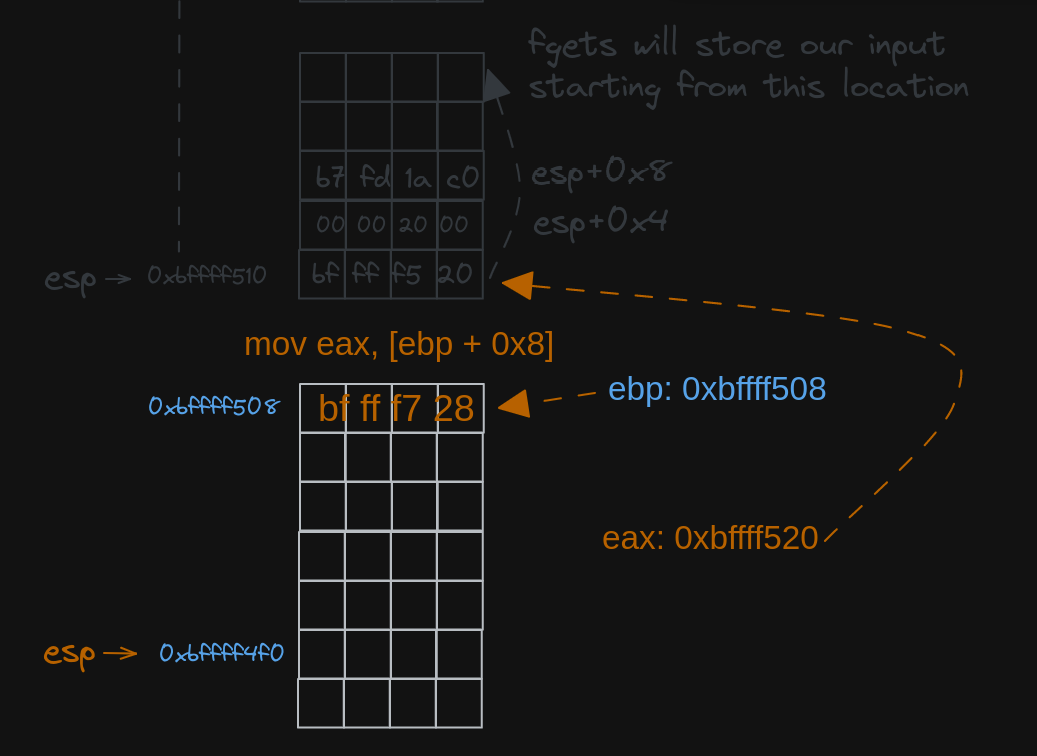 fgets will store our input
starting from this location
b7 fd 1a c0
esp+0x8
00 00 20 00
esp+0x4
esp
0xbffff510
bf ff f5 20
mov eax, [ebp + 0x8]
0xbffff508
bf ff f7 28
ebp: 0xbffff508
eax: 0xbffff520
esp
0xbffff4f0